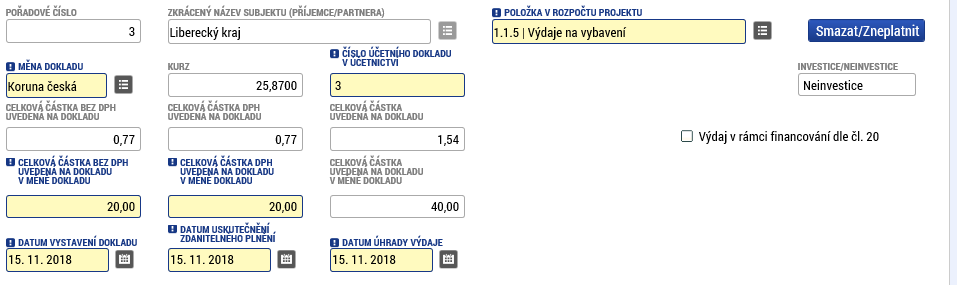 POŘADOVÉ ČÍSLO
ZKRÁCENÝ NÁZEV SUBJEKTU (PŘÍJEMCE/PARTNERA)
POLOŽKA V ROZPOČTU PROJEKTU
3
Liberecký kraj
1.1.5 | Výdaje na vybavení
Smazat/Zneplatnit
MĚNA DOKLADU
KURZ
ČÍSLO ÚČETNÍHO DOKLADU
V ÚČETNICTVÍ
INVESTICE/NEINVESTICE
Koruna česká
25,8700
3
Neinvestice
CELKOVÁ ČÁSTKA BEZ DPH
UVEDENÁ NA DOKLADU
CELKOVÁ ČÁSTKA DPH
UVEDENÁ NA DOKLADU
CELKOVÁ ČÁSTKA
UVEDENÁ NA DOKLADU
0,77
0,77
1,54
Výdaj v rámci financování dle čl. 20
CELKOVÁ ČÁSTKA BEZ DPH
UVEDENÁ NA DOKLADU
V MĚNĚ DOKLADU
CELKOVÁ ČÁSTKA DPH
UVEDENÁ NA DOKLADU
V MĚNĚ DOKLADU
CELKOVÁ ČÁSTKA
UVEDENÁ NA DOKLADU
V MĚNĚ DOKLADU
20,00
20,00
40,00
DATUM VYSTAVENÍ DOKLADU
DATUM USKUTEČNĚNÍ
ZDANITELNÉHO PLNĚNÍ
DATUM ÚHRADY VÝDAJE
15. 11. 2018
15. 11. 2018
15. 11. 2018